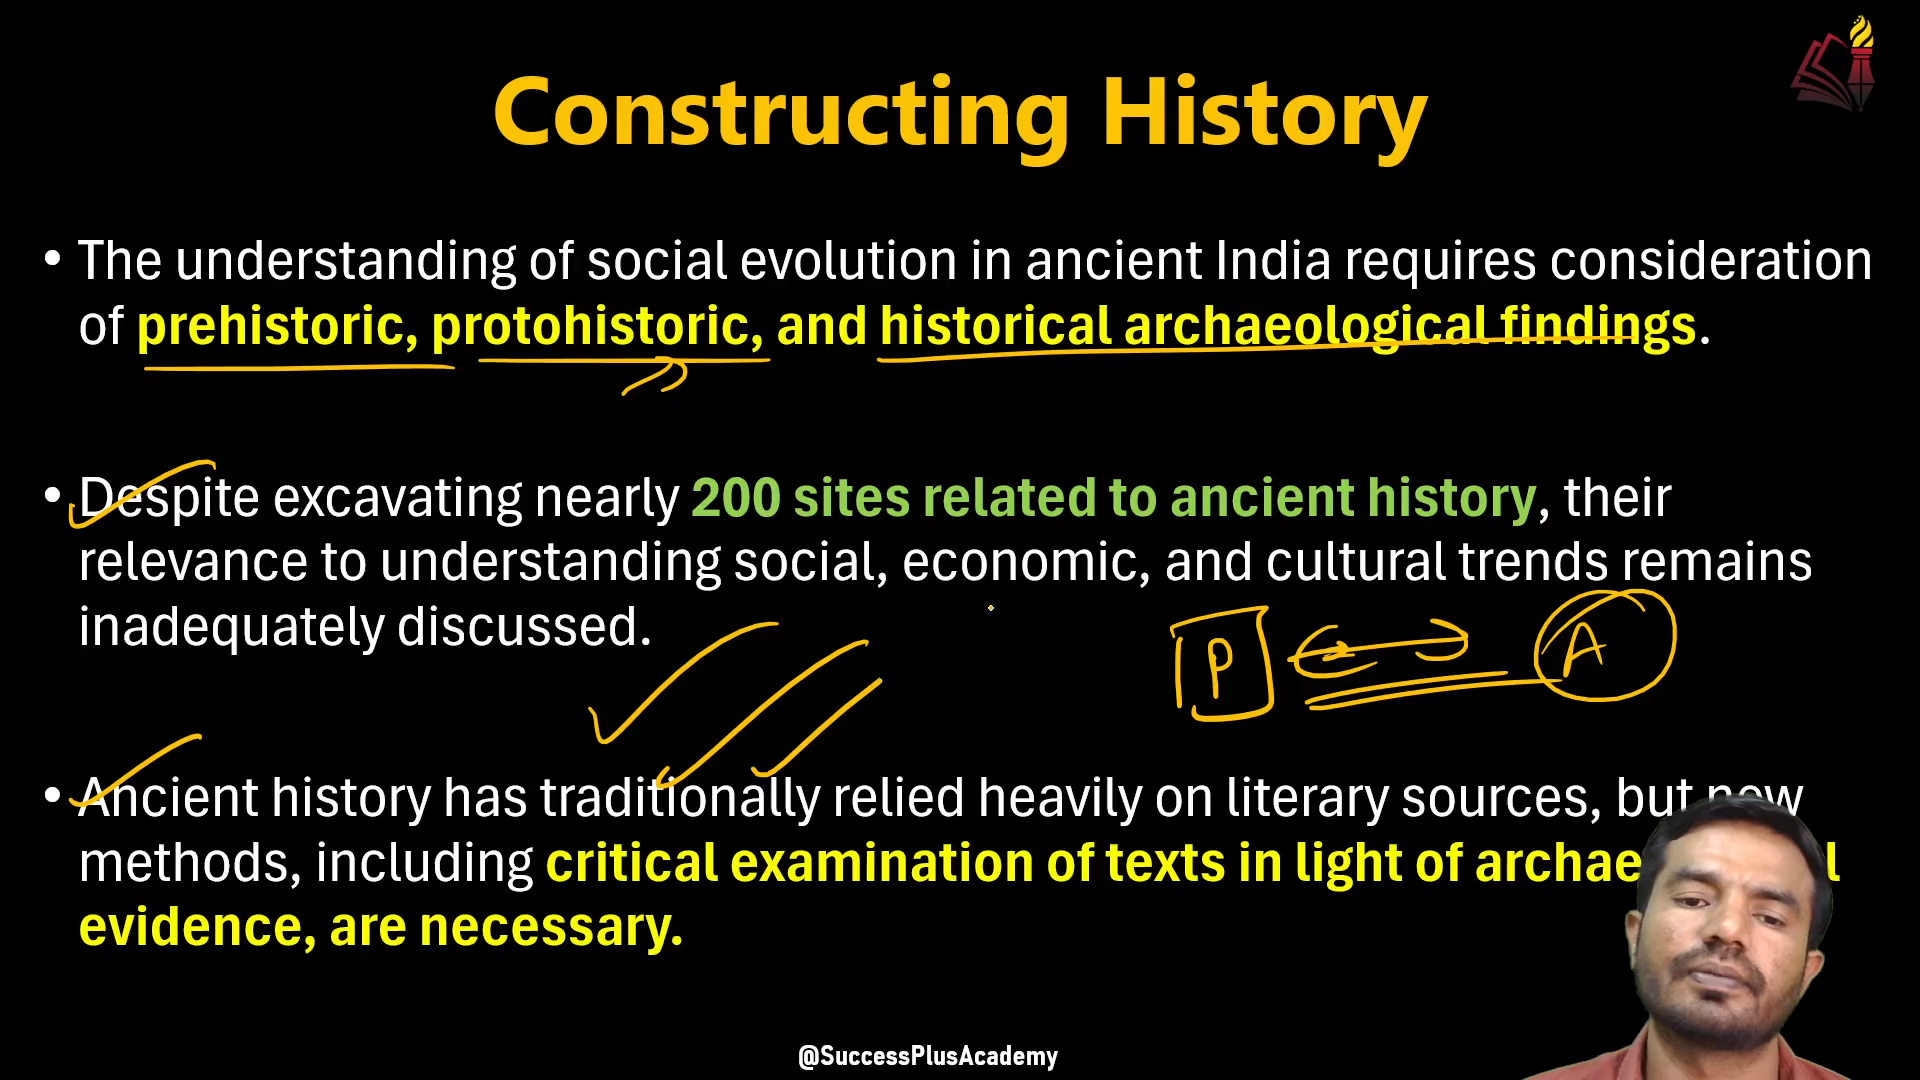 Constructing History
• The understanding of social evolution in ancient India requires consideration
of prehistoric, protohistoric, and historical archaeological findings.
• Despite excavating nearly 200 sites related to ancient history, their
relevance to understanding social, economic, and cultural trends remains
inadequately discussed.
P A
• Ancient history has traditionally relied heavily on literary sources, but new
methods, including critical examination of texts in light of
evidence, are necessary.
@SuccessPlusAcademy